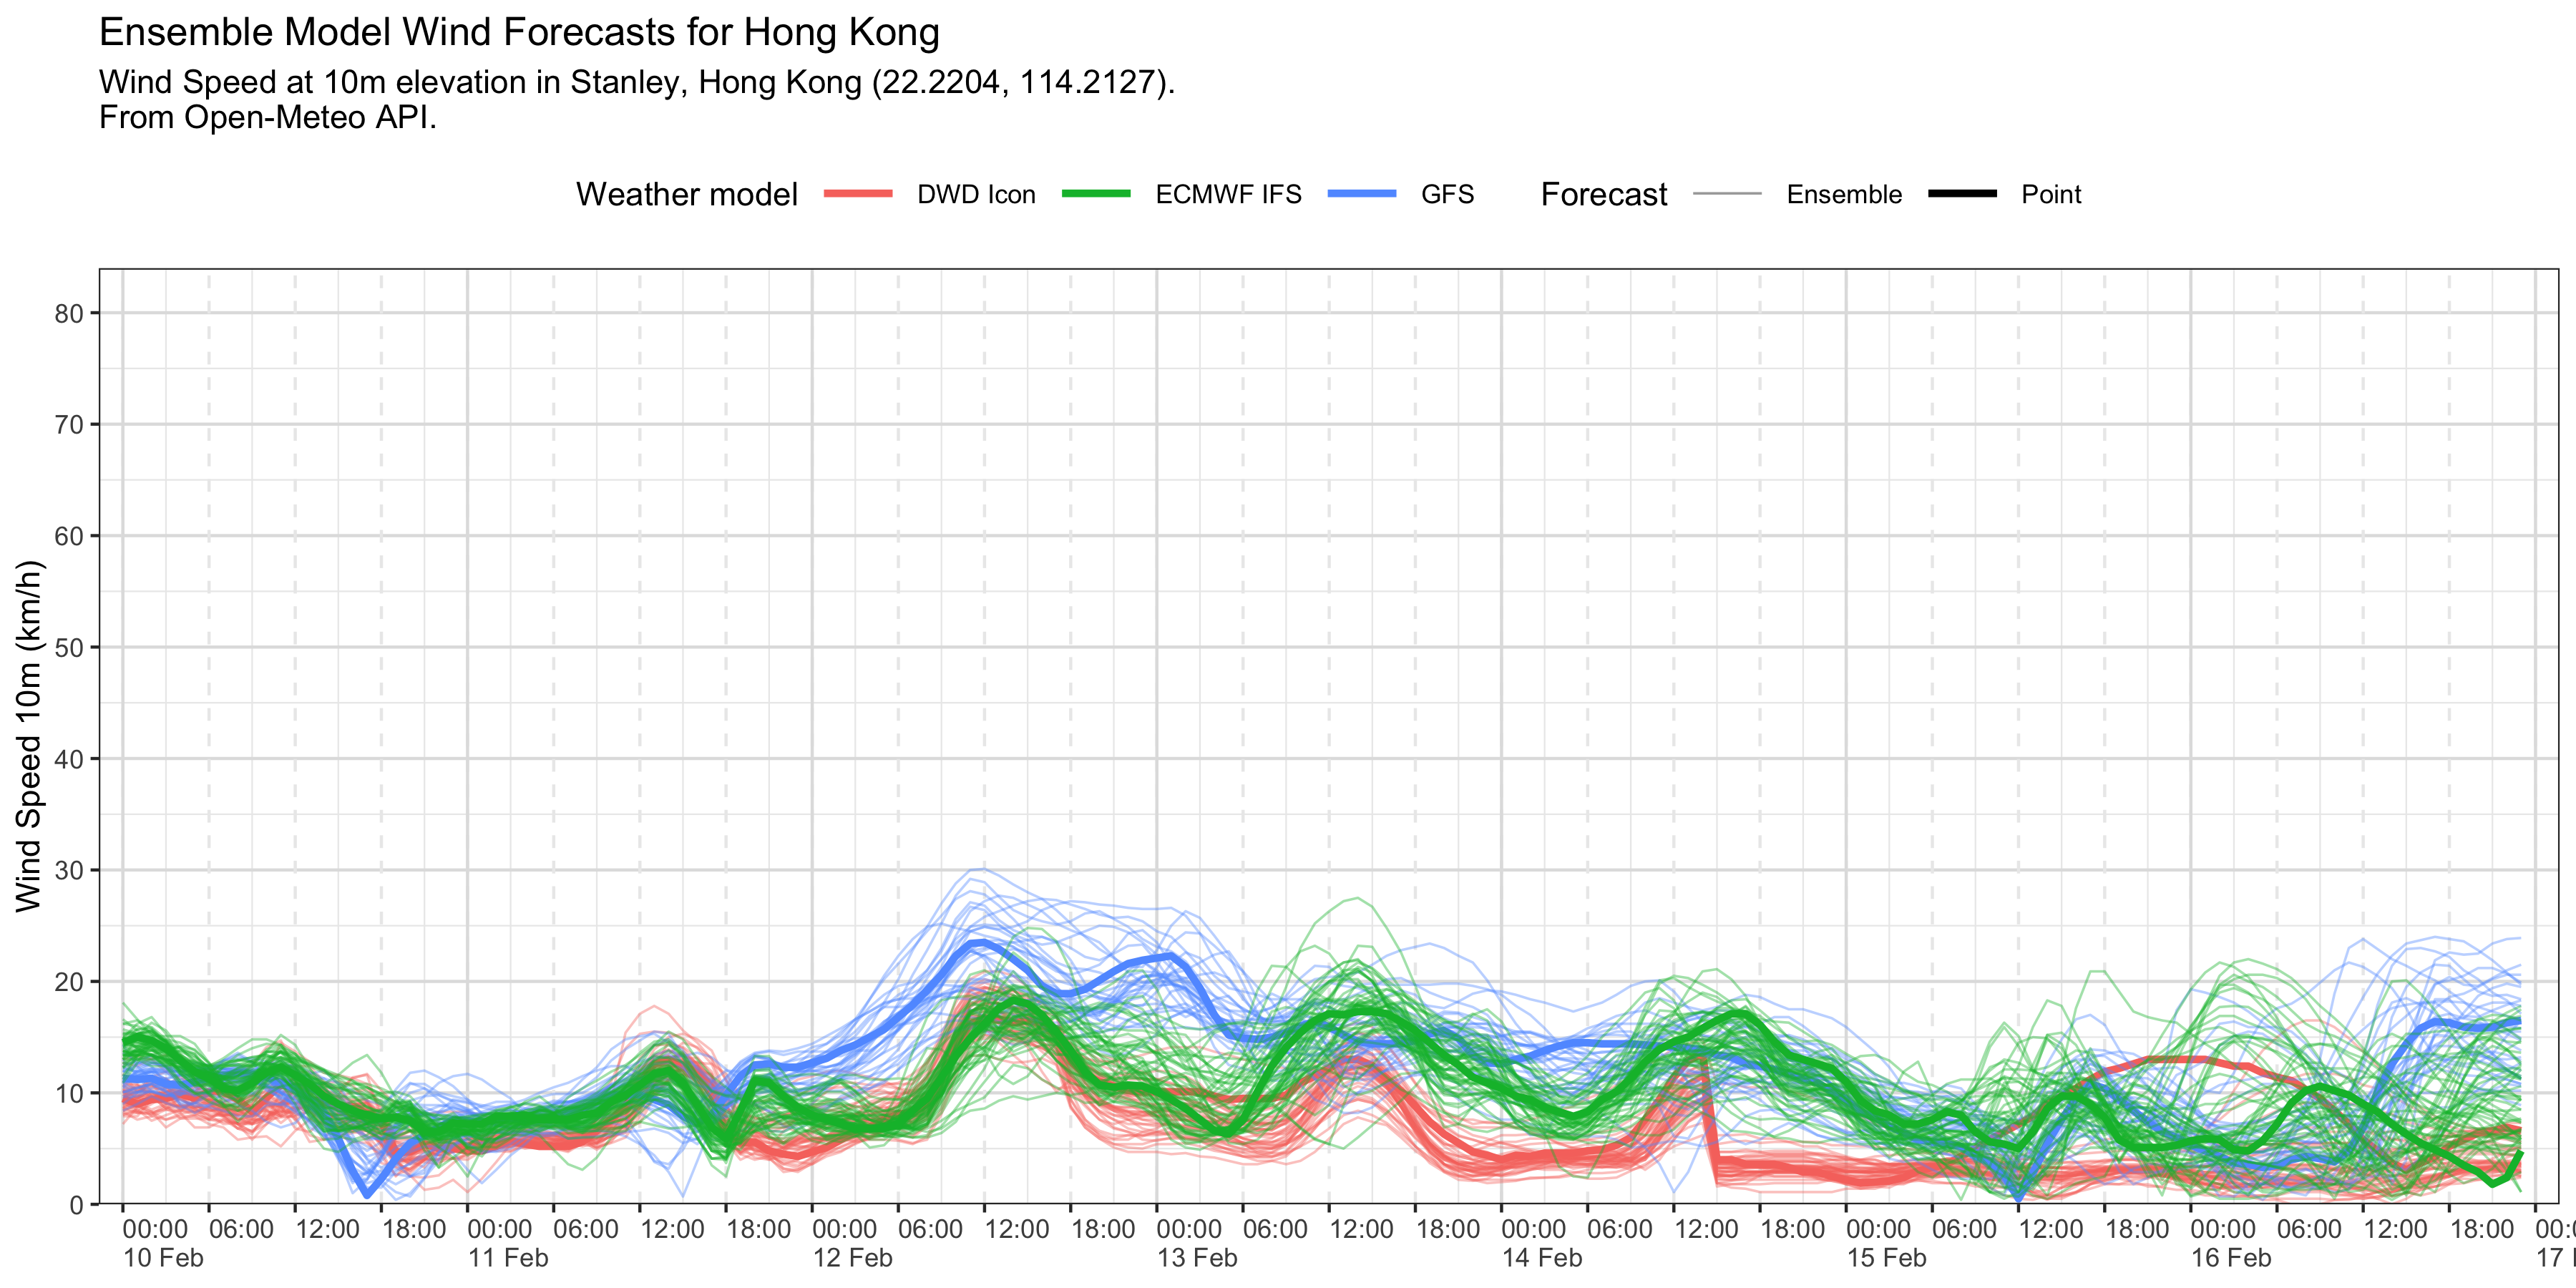 Ensemble Model Wind Forecasts for Hong Kong
Wind Speed at 10m elevation in Stanley, Hong Kong (22.2204, 114.2127).
From Open-Meteo API.
Weather model DWD Icon ECMWF IFS GFS Forecast Ensemble Point
Wind Speed 10m (km/h)
80
70
60
50
40
30
20
10
0
00:00 06:00 12:00 18:00 00:00 06:00 12:00 18:00 00:00 06:00 12:00 18:00 00:00 06:00 12:00 18:00 00:00 06:00 12:00 18:00 00:00 06:00 12:00 18:00 00:00 06:00 12:00 18:00
10 Feb 11 Feb 12 Feb 13 Feb 14 Feb 15 Feb 16 Feb 17